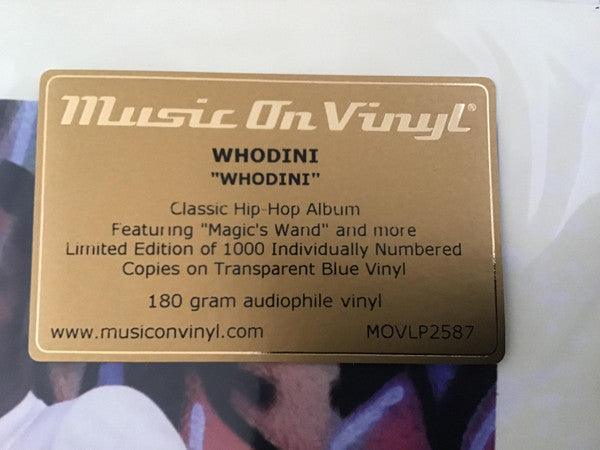 Music On Vinyl®
WHODINI
"WHODINI"
Classic Hip-Hop Album
Featuring "Magic's Wand" and more
Limited Edition of 1000 Individually Numbered
Copies on Transparent Blue Vinyl
180 gram audiophile vinyl
www.musiconvinyl.com MOVLP2587